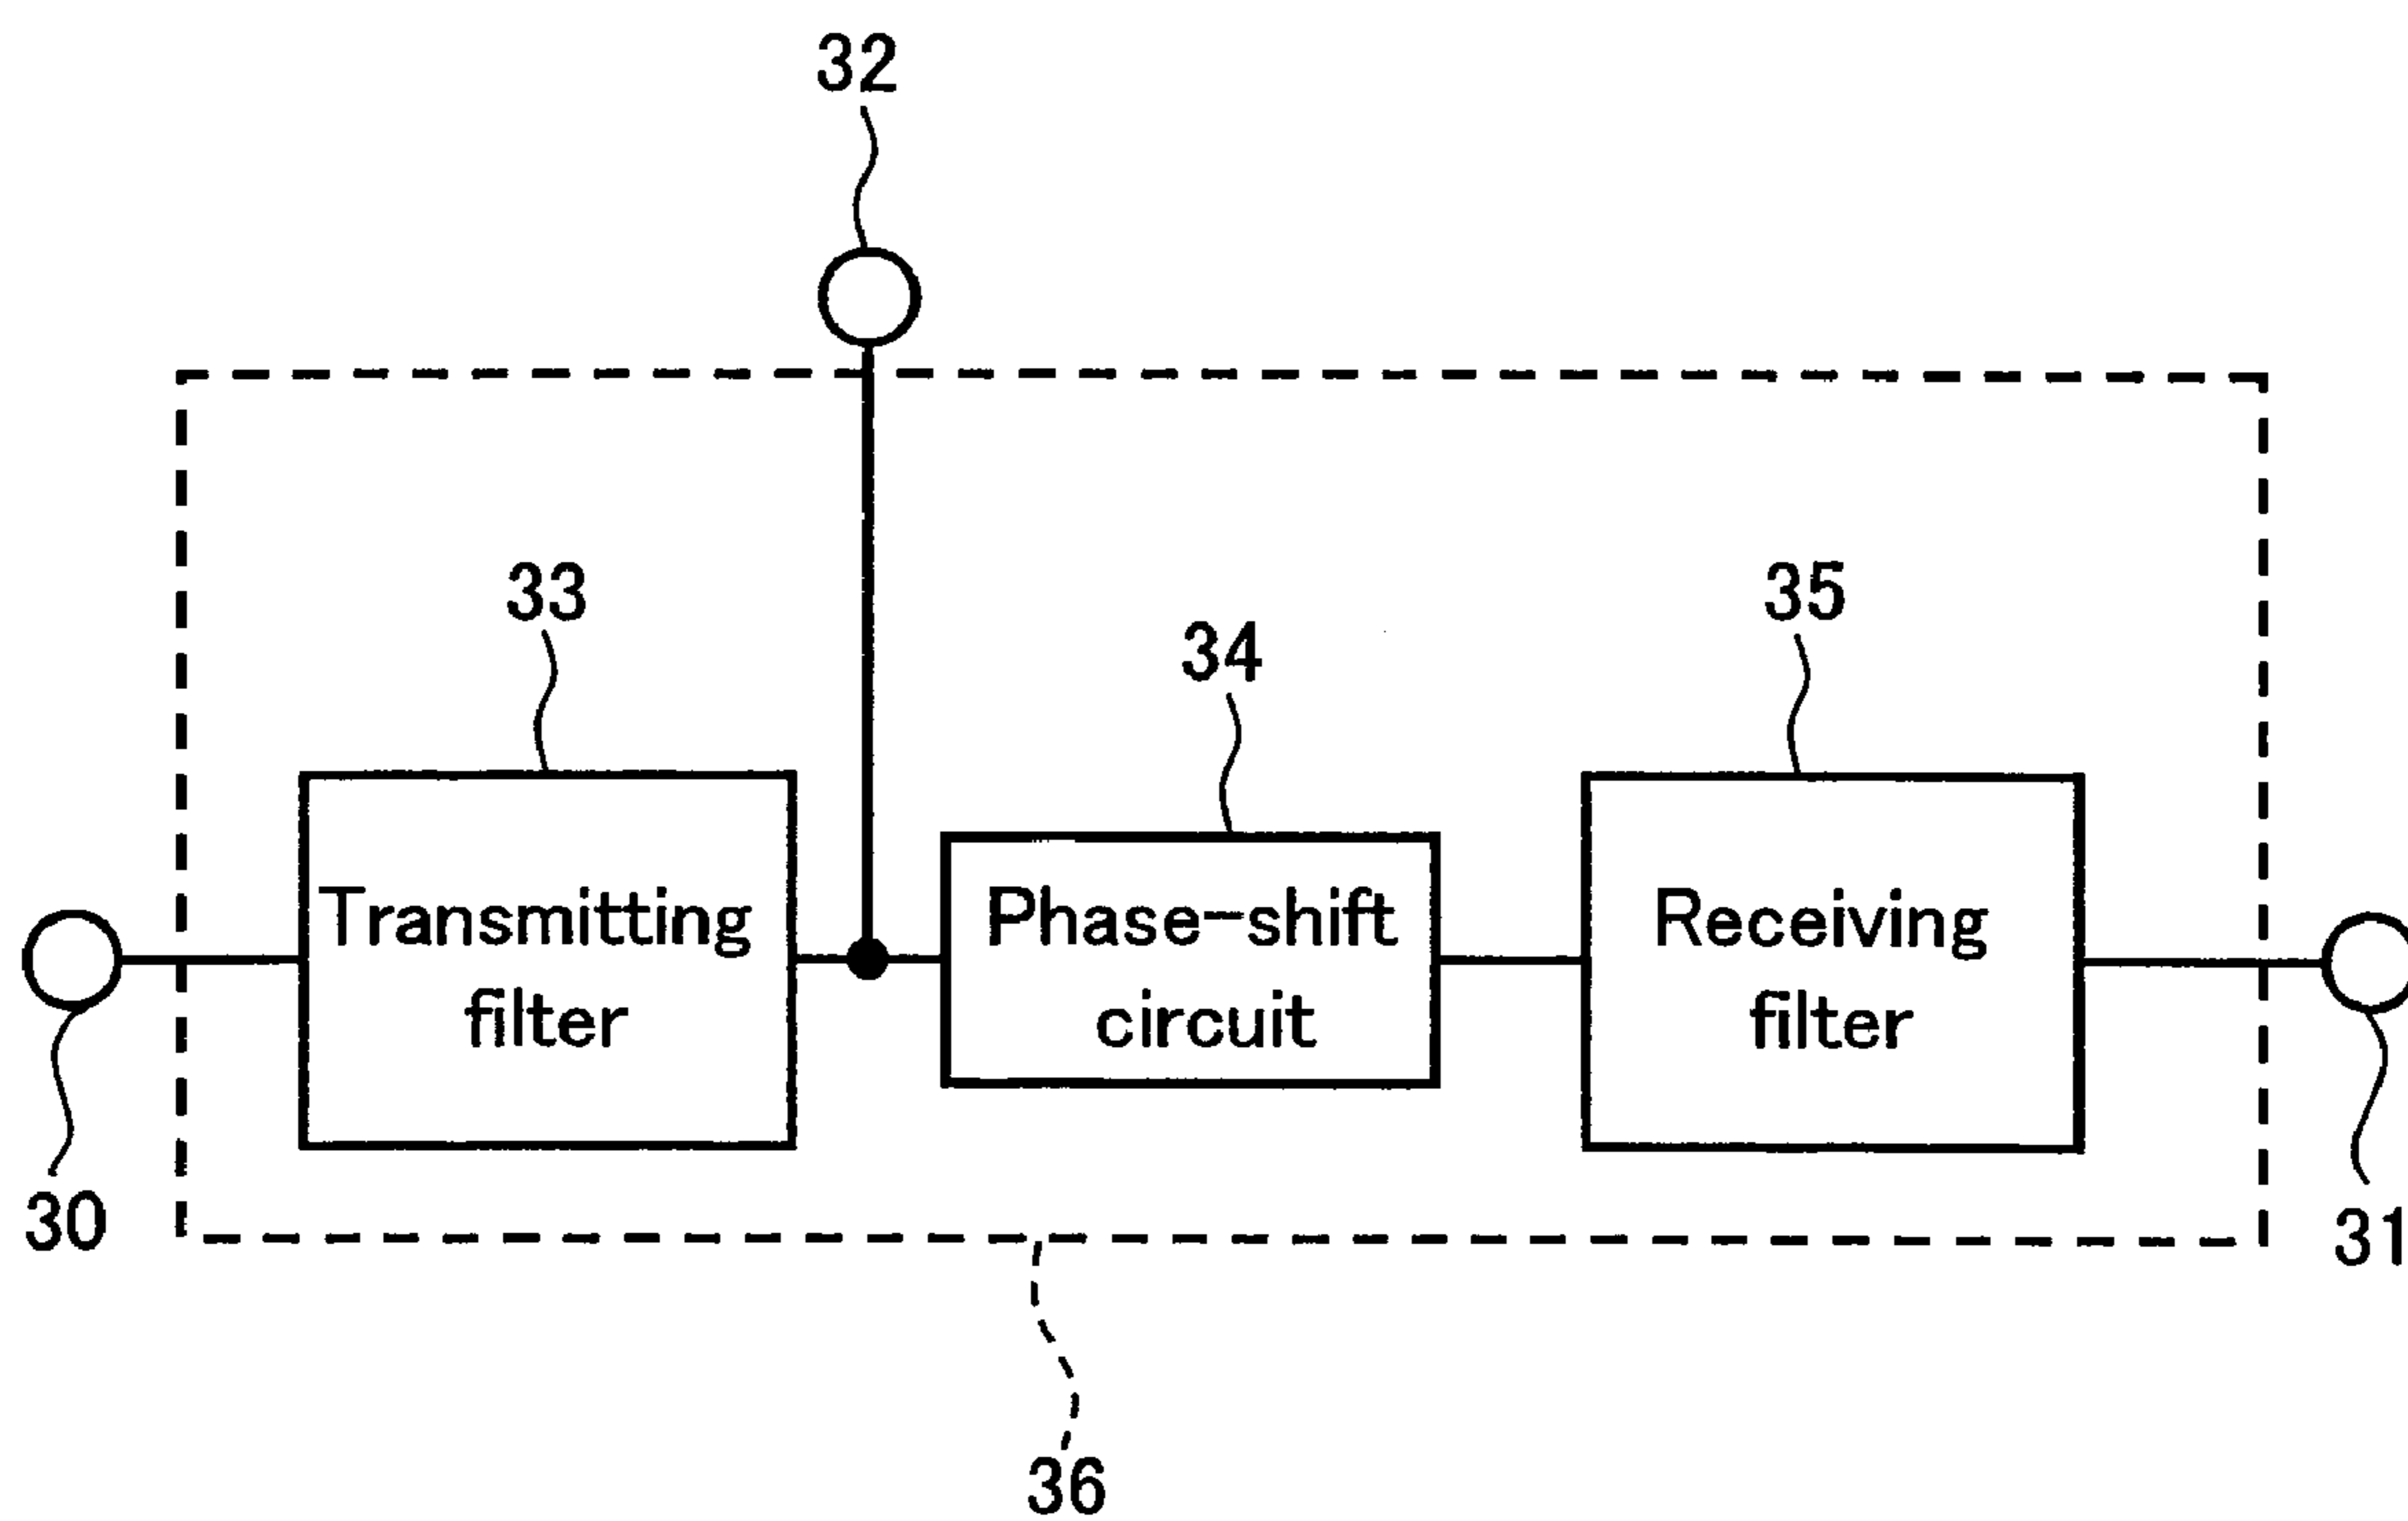 32
33
34
35
Transmitting
filter
Phase-shift
circuit
Receiving
filter
30
31
36